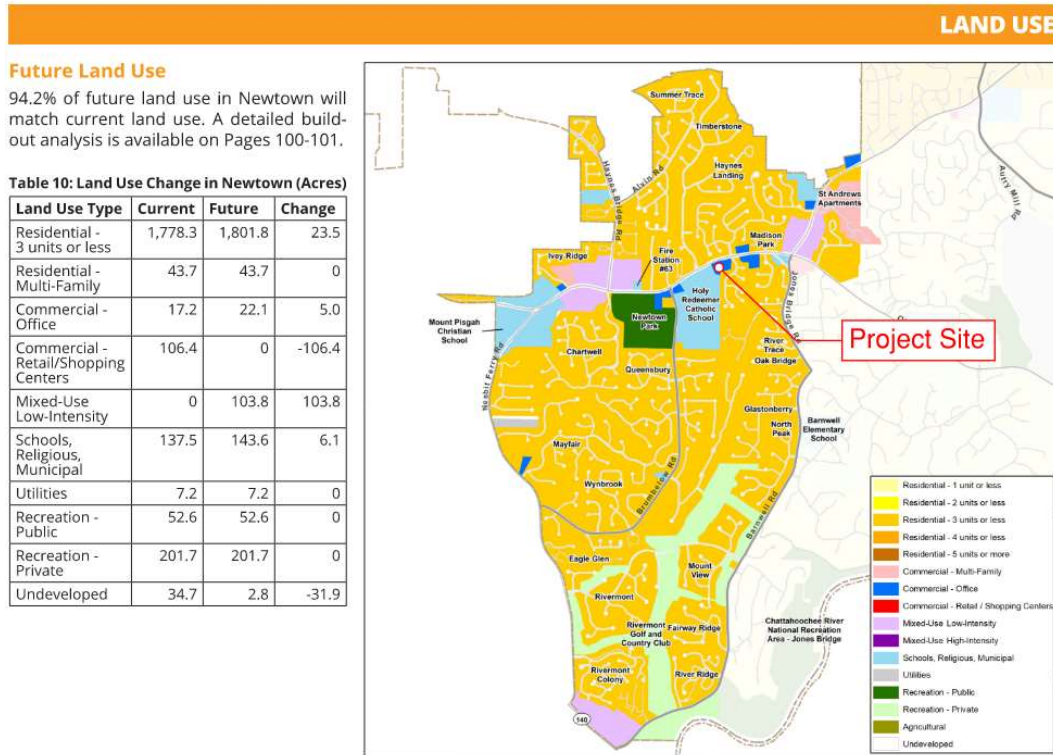 LAND USE
Future Land Use
94.2% of future land use in Newtown will
match current land use. A detailed build-
out analysis is available on Pages 100-101.
Table 10: Land Use Change in Newtown (Acres)
Land Use Type Current Future Change
Residential -
3 units or less 1,778.3 1,801.8 23.5
Residential -
Multi-Family 43.7 43.7 0
Commercial -
Office 17.2 22.1 5.0
Commercial -
Retail/Shopping
Centers 106.4 0 -106.4
Mixed-Use
Low-Intensity 0 103.8 103.8
Schools,
Religious,
Municipal 137.5 143.6 6.1
Utilities 7.2 7.2 0
Recreation -
Public 52.6 52.6 0
Recreation -
Private 201.7 201.7 0
Undeveloped 34.7 2.8 -31.9
Summer Trace
Timberstone
Haynes
Landing
Alvin Rd
Haynes Bridge Rd
Autry Mill Rd
St Andrews
Apartments
Madison
Park
Ivey Ridge
Fire
Station
#63
Holy
Redeemer
Catholic
School
Jones Bridge Rd
Newtown
Park
Mount Pisgah
Christian
School
Project Site
River
Trace
Oak Bridge
Chartwell
Queensbury
Nesbit Ferry Rd
Glastonberry
North
Peak
Barnwell
Elementary
School
Mayfair
Wynbrook
Brumbelow Rd
Barnwell Rd
Eagle Glen
Mount
View
Rivermont
Rivermont
Golf and
Country Club
Fairway Ridge
Chattahoochee River
National Recreation
Area - Jones Bridge
Rivermont
Colony
River Ridge
140
Residential - 1 unit or less
Residential - 2 units or less
Residential - 3 units or less
Residential - 4 units or less
Residential - 5 units or more
Commercial - Multi-Family
Commercial - Office
Commercial - Retail / Shopping Centers
Mixed-Use Low-Intensity
Mixed-Use High-Intensity
Schools, Religious, Municipal
Utilities
Recreation - Public
Recreation - Private
Agricultural
Undeveloped